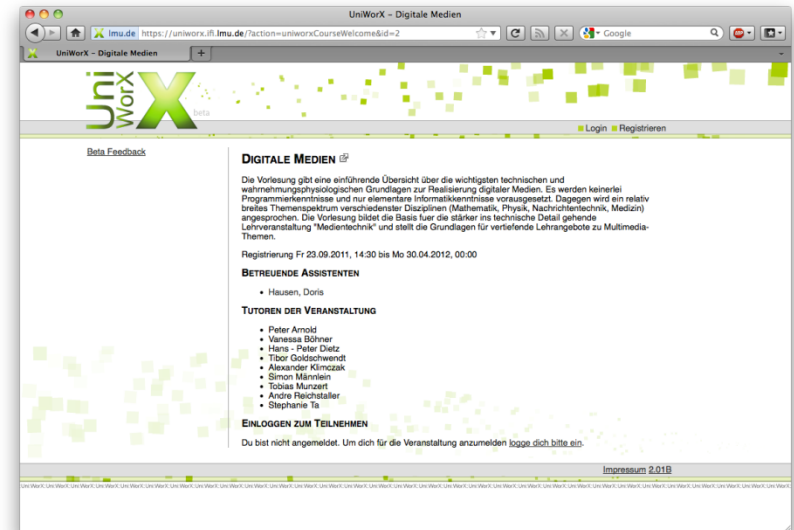 UniWorX – Digitale Medien
lmu.de https://uniworx.ifi.lmu.de/?action=uniworxCourseWelcome&id=2
Google
UniWorX – Digitale Medien
Uni
WorX
X
beta
Login Registrieren
Beta Feedback
DIGITALE MEDIEN
Die Vorlesung gibt eine einführende Übersicht über die wichtigsten technischen und
wahrnehmungsphysiologischen Grundlagen zur Realisierung digitaler Medien. Es werden keinerlei
Programmierkenntnisse und nur elementare Informatikkenntnisse vorausgesetzt. Dagegen wird ein relativ
breites Themenspektrum verschiedenster Disziplinen (Mathematik, Physik, Nachrichtentechnik, Medizin)
angesprochen. Die Vorlesung bildet die Basis fuer die stärker ins technische Detail gehende
Lehrveranstaltung "Medientechnik" und stellt die Grundlagen für vertiefende Lehrangebote zu Multimedia-
Themen.
Registrierung Fr 23.09.2011, 14:30 bis Mo 30.04.2012, 00:00
BETREUENDE ASSISTENTEN
Hausen, Doris
TUTOREN DER VERANSTALTUNG
Peter Arnold
Vanessa Böhner
Hans - Peter Dietz
Tibor Goldschwendt
Alexander Klimczak
Simon Männlein
Tobias Munzert
Andre Reichstaller
Stephanie Ta
EINLOGGEN ZUM TEILNEHMEN
Du bist nicht angemeldet. Um dich für die Veranstaltung anzumelden logge dich bitte ein.
Impressum 2.01B